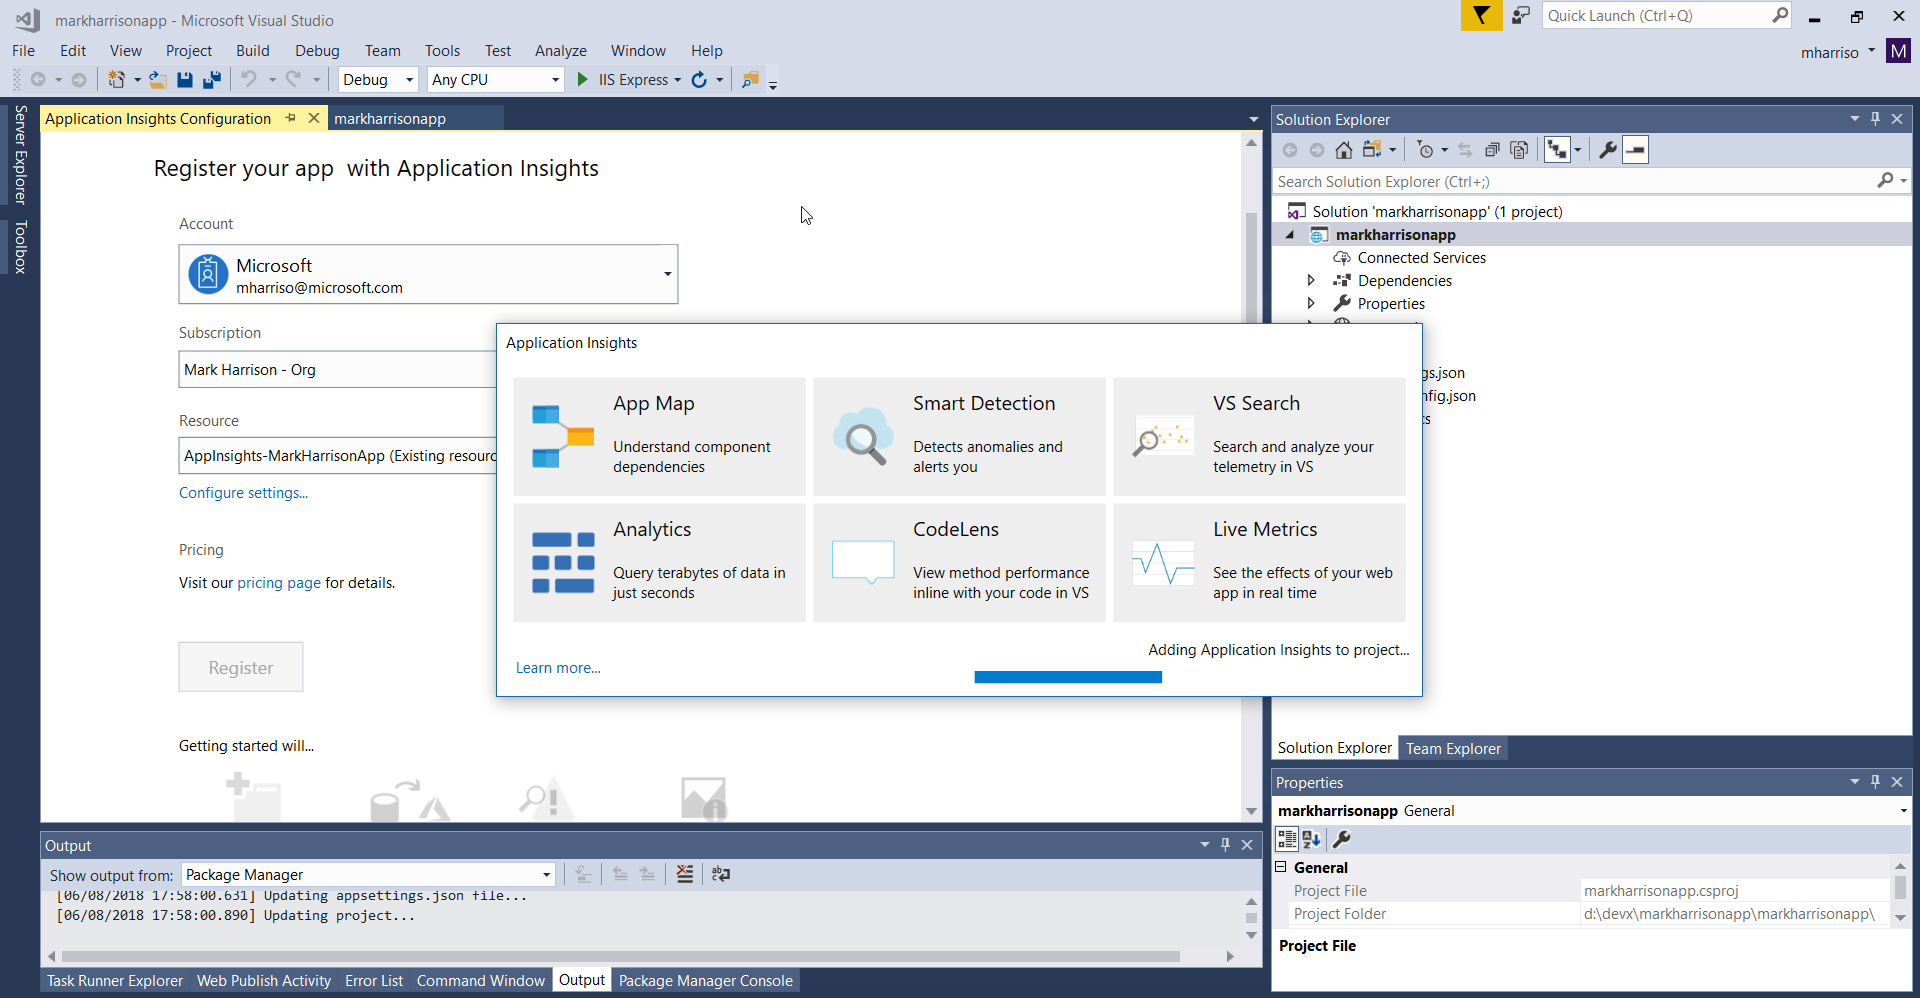 markharrisonapp - Microsoft Visual Studio
Quick Launch (Ctrl+Q)
File Edit View Project Build Debug Team Tools Test Analyze Window Help
mharriso M
Debug Any CPU IIS Express
Server Explorer
Toolbox
Application Insights Configuration markharrisonapp
Register your app with Application Insights
Account
Microsoft
mharriso@microsoft.com
Subscription
Mark Harrison - Org
Resource
AppInsights-MarkHarrisonApp (Existing resourc
Configure settings...
Pricing
Visit our pricing page for details.
Register
Getting started will...
Application Insights
App Map
Understand component
dependencies
Smart Detection
Detects anomalies and
alerts you
VS Search
Search and analyze your
telemetry in VS
Analytics
Query terabytes of data in
just seconds
CodeLens
View method performance
inline with your code in VS
Live Metrics
See the effects of your web
app in real time
Adding Application Insights to project...
Learn more...
Solution Explorer
Search Solution Explorer (Ctrl+;)
Solution 'markharrisonapp' (1 project)
markharrisonapp
Connected Services
Dependencies
Properties
gs.json
nfig.json
cs
Solution Explorer Team Explorer
Properties
markharrisonapp General
General
Project File markharrisonapp.csproj
Project Folder d:\devx\markharrisonapp\markharrisonapp\
Project File
Output
Show output from: Package Manager
[06/08/2018 17:58:00.631] Updating appsettings.json file...
[06/08/2018 17:58:00.890] Updating project...
Task Runner Explorer Web Publish Activity Error List Command Window Output Package Manager Console